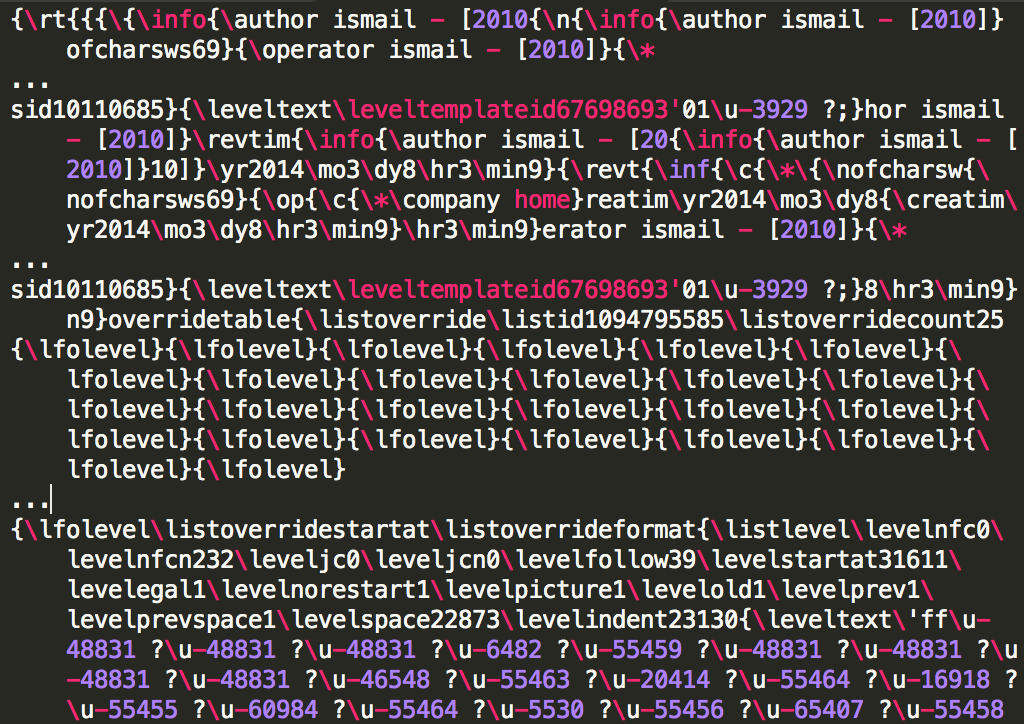 {\rt{{{\{\info{\author ismail - [2010{\n{\info{\author ismail - [2010]}
ofcharsws69}{\operator ismail - [2010]}{\*
...
sid10110685}{\leveltext\leveltemplateid67698693'01\u-3929 ?;}hor ismail
- [2010]}\revtim{\info{\author ismail - [20{\info{\author ismail - [
2010]}10]}\yr2014\mo3\dy8\hr3\min9}{\revt{\inf{\c{\*\{\nofcharsw{\
nofcharsws69}{\op{\c{\*\company home}reatim\yr2014\mo3\dy8{\creatim\
yr2014\mo3\dy8\hr3\min9}\hr3\min9}erator ismail - [2010]}{\*
...
sid10110685}{\leveltext\leveltemplateid67698693'01\u-3929 ?;}8\hr3\min9}
n9}overridetable{\listoverride\listid1094795585\listoverridecount25
{\lfolevel}{\lfolevel}{\lfolevel}{\lfolevel}{\lfolevel}{\lfolevel}{\
lfolevel}{\lfolevel}{\lfolevel}{\lfolevel}{\lfolevel}{\lfolevel}{\
lfolevel}{\lfolevel}{\lfolevel}{\lfolevel}{\lfolevel}{\lfolevel}{\
lfolevel}{\lfolevel}{\lfolevel}{\lfolevel}{\lfolevel}{\lfolevel}{\
lfolevel}{\lfolevel}
...
{\lfolevel\listoverridestartat\listoverrideformat{\listlevel\levelnfc0\
levelnfcn232\leveljc0\leveljcn0\levelfollow39\levelstartat31611\
levelegal1\levelnorestart1\levelpicture1\levelold1\levelprev1\
levelprevspace1\levelspace22873\levelindent23130{\leveltext\'ff\u-
48831 ?\u-48831 ?\u-48831 ?\u-6482 ?\u-55459 ?\u-48831 ?\u-48831 ?\u
-48831 ?\u-48831 ?\u-46548 ?\u-55463 ?\u-20414 ?\u-55464 ?\u-16918 ?
\u-55455 ?\u-60984 ?\u-55464 ?\u-5530 ?\u-55456 ?\u-65407 ?\u-55458